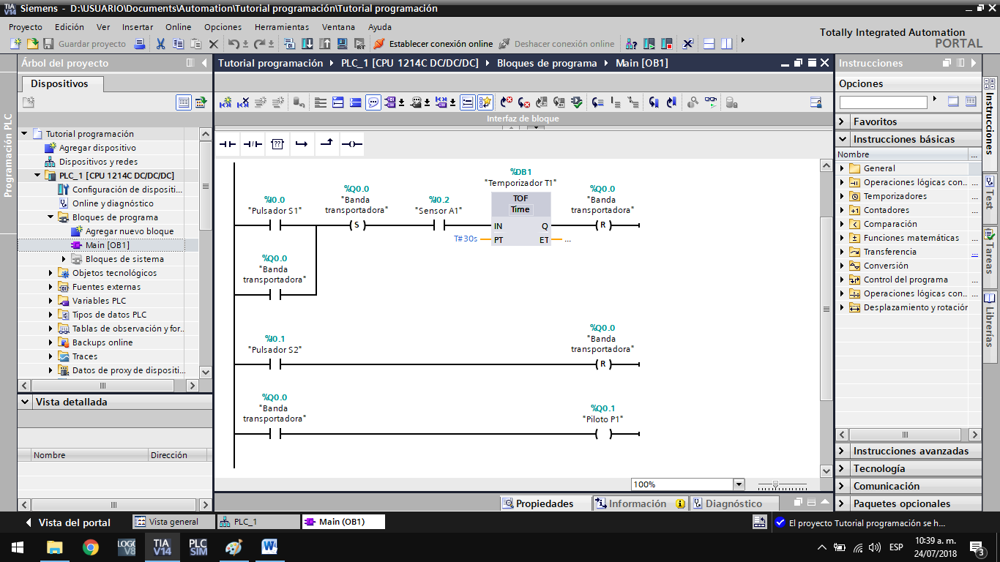 TIA
V14
Siemens - D:\USUARIO\Documents\Automation\Tutorial programación\Tutorial programación
Proyecto Edición Ver Insertar Online Opciones Herramientas Ventana Ayuda
Totally Integrated Automation
PORTAL
Guardar proyecto
Establecer conexión online
Deshacer conexión online
Árbol del proyecto
Tutorial programación PLC_1 [CPU 1214C DC/DC/DC] Bloques de programa Main [OB1]
Instrucciones
Programación PLC
Dispositivos
Tutorial programación
Agregar dispositivo
Dispositivos y redes
PLC_1 [CPU 1214C DC/DC/DC]
Configuración de dispositi...
Online y diagnóstico
Bloques de programa
Agregar nuevo bloque
Main [OB1]
Bloques de sistema
Objetos tecnológicos
Fuentes externas
Variables PLC
Tipos de datos PLC
Tablas de observación y for...
Backups online
Traces
Datos de proxy de dispositi...
Vista detallada
Nombre Dirección
Interfaz de bloque
??
%I0.0
"Pulsador S1"
%Q0.0
"Banda
transportadora"
S
%I0.2
"Sensor A1"
%DB1
"Temporizador T1"
TOF
Time
IN Q
T#30s PT ET ...
%Q0.0
"Banda
transportadora"
R
%Q0.0
"Banda
transportadora"
%I0.1
"Pulsador S2"
%Q0.0
"Banda
transportadora"
R
%Q0.0
"Banda
transportadora"
%Q0.1
"Piloto P1"
100%
Propiedades Información Diagnóstico
Opciones
Favoritos
Instrucciones básicas
Nombre ...
General
Operaciones lógicas con... ...
Temporizadores ...
Contadores ...
Comparación ...
Funciones matemáticas ...
Transferencia ...
Conversión ...
Control del programa ...
Operaciones lógicas con... ...
Desplazamiento y rotación ...
Instrucciones avanzadas
Tecnología
Comunicación
Paquetes opcionales
Instrucciones
Test
Tareas
Librerías
Vista del portal
Vista general
PLC_1
Main (OB1)
El proyecto Tutorial programación se h...
LOGO
V8
TIA
V14
PLC
SIM
ESP
10:39 a. m.
24/07/2018
3